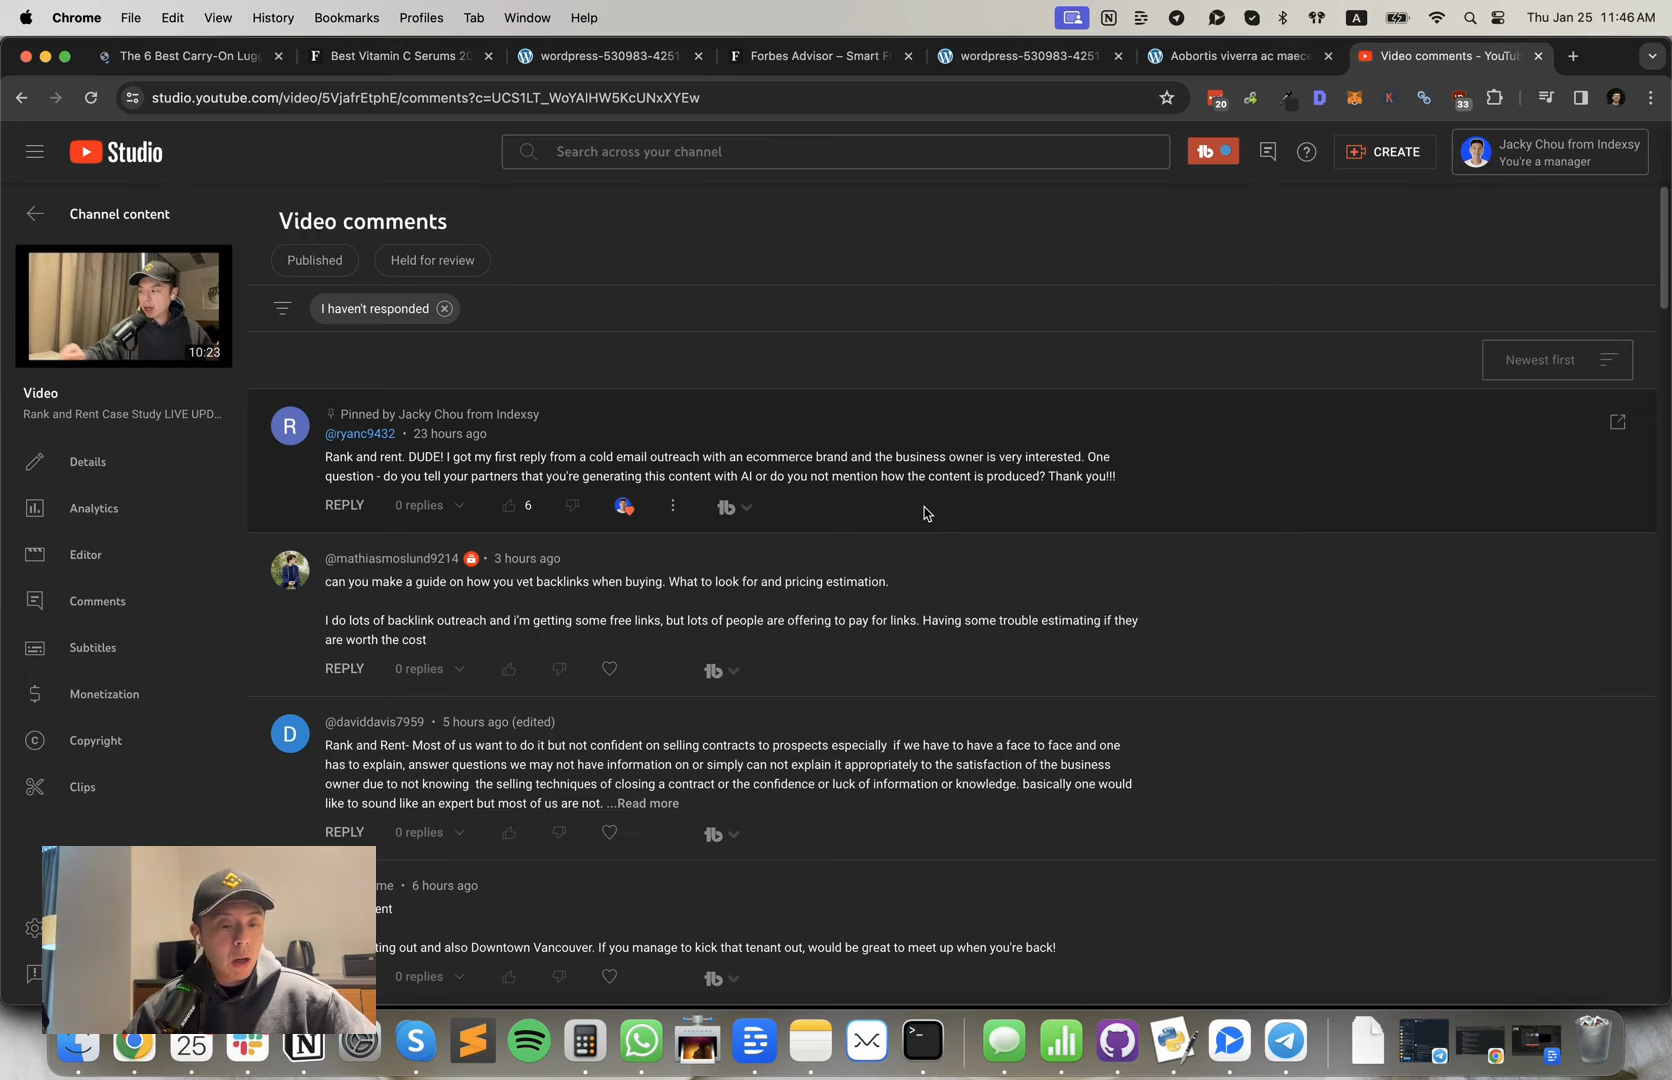 Chrome File Edit View History Bookmarks Profiles Tab Window Help
A
Thu Jan 25 11:46 AM
The 6 Best Carry-On Lugg
Best Vitamin C Serums 20
wordpress-530983-4251
Forbes Advisor – Smart Fi
wordpress-530983-4251
Aobortis viverra ac maece
Video comments - YouTub
studio.youtube.com/video/5VjafrEtphE/comments?c=UCS1LT_WoYAIHW5KcUNxXYEw
20
33
Studio
Search across your channel
CREATE
Jacky Chou from Indexsy
You're a manager
Channel content
10:23
Video
Rank and Rent Case Study LIVE UPD...
Details
Analytics
Editor
Comments
Subtitles
Monetization
Copyright
Clips
Video comments
Published
Held for review
I haven't responded
Newest first
R
Pinned by Jacky Chou from Indexsy
@ryanc9432 • 23 hours ago
Rank and rent. DUDE! I got my first reply from a cold email outreach with an ecommerce brand and the business owner is very interested. One
question - do you tell your partners that you're generating this content with AI or do you not mention how the content is produced? Thank you!!!
REPLY 0 replies 6
@mathiasmoslund9214 • 3 hours ago
can you make a guide on how you vet backlinks when buying. What to look for and pricing estimation.
I do lots of backlink outreach and i'm getting some free links, but lots of people are offering to pay for links. Having some trouble estimating if they
are worth the cost
REPLY 0 replies
D
@daviddavis7959 • 5 hours ago (edited)
Rank and Rent- Most of us want to do it but not confident on selling contracts to prospects especially if we have to have a face to face and one
has to explain, answer questions we may not have information on or simply can not explain it appropriately to the satisfaction of the business
owner due to not knowing the selling techniques of closing a contract or the confidence or luck of information or knowledge. basically one would
like to sound like an expert but most of us are not. ...Read more
REPLY 0 replies
me • 6 hours ago
ent
ting out and also Downtown Vancouver. If you manage to kick that tenant out, would be great to meet up when you're back!
0 replies
25